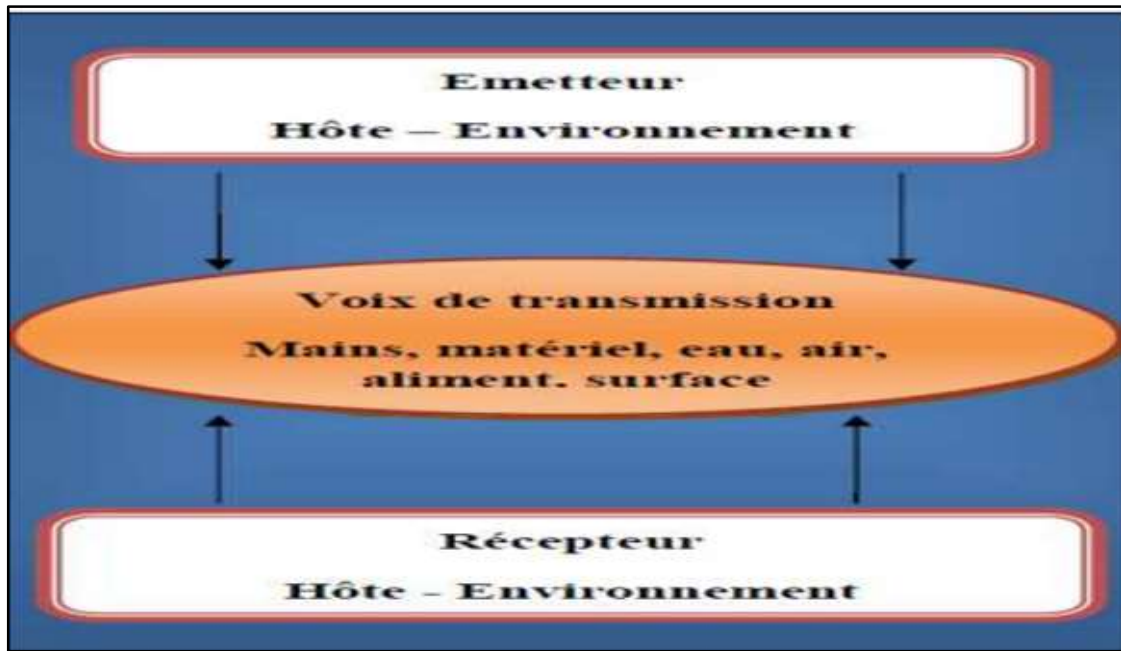 Emetteur
Hôte – Environnement
Voix de transmission
Mains, matériel, eau, air,
aliment. surface
Récepteur
Hôte - Environnement